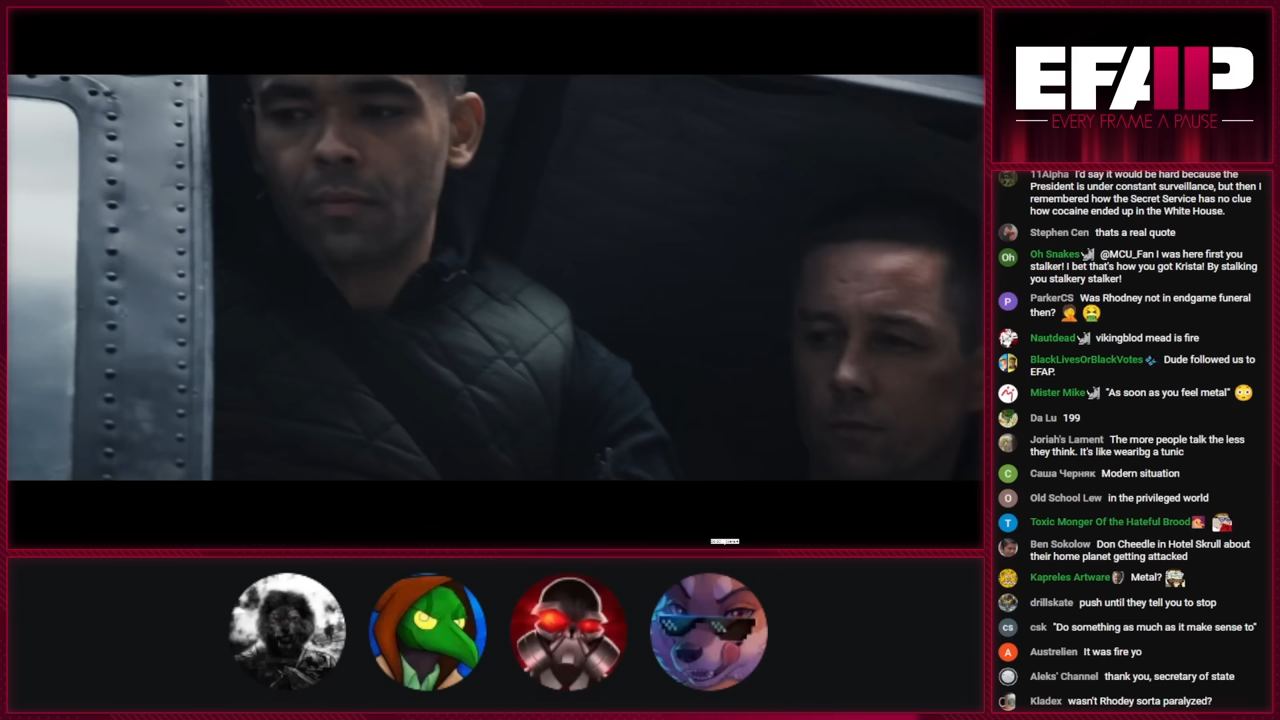 EFAP
EVERY FRAME A PAUSE
11Alpha I'd say it would be hard because the
President is under constant surveillance, but then I
remembered how the Secret Service has no clue
how cocaine ended up in the White House.
Stephen Cen thats a real quote
Oh Snakes @MCU_Fan I was here first you
stalker! I bet that's how you got Krista! By stalking
you stalkery stalker!
ParkerCS Was Rhodney not in endgame funeral
then?
Nautdead vikingblod mead is fire
BlackLivesOrBlackVotes Dude followed us to
EFAP.
Mister Mike "As soon as you feel metal"
Da Lu 199
Joriah's Lament The more people talk the less
they think. It's like wearibg a tunic
Саша Черняк Modern situation
Old School Lew in the privileged world
Toxic Monger Of the Hateful Brood
Ben Sokolow Don Cheedle in Hotel Skrull about
their home planet getting attacked
Kapreles Artware Metal?
drillskate push until they tell you to stop
csk "Do something as much as it make sense to"
Austrelien It was fire yo
Aleks' Channel thank you, secretary of state
Kladex wasn't Rhodey sorta paralyzed?
Oh
P
C
O
T
cs
A